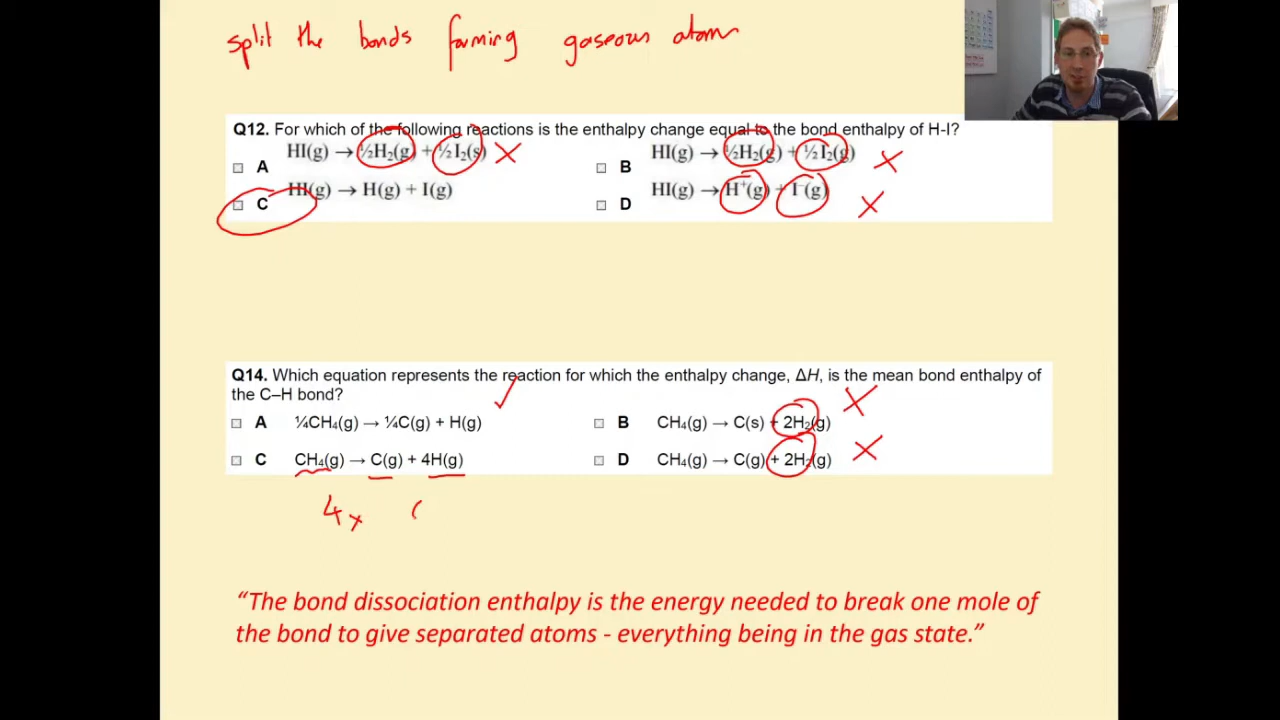 split the bonds forming gaseous atoms
Q12. For which of the following reactions is the enthalpy change equal to the bond enthalpy of H-I?
A HI(g) → ½H₂(g) + ½I₂(s) ×
B HI(g) → ½H₂(g) + ½I₂(g) ×
C HI(g) → H(g) + I(g)
D HI(g) → H⁺(g) + I⁻(g) ×
Q14. Which equation represents the reaction for which the enthalpy change, ΔH, is the mean bond enthalpy of
the C–H bond?
A ¼CH₄(g) → ¼C(g) + H(g) ✓
B CH₄(g) → C(s) + 2H₂(g) ×
C CH₄(g) → C(g) + 4H(g)
D CH₄(g) → C(g) + 2H₂(g) ×
4x (
“The bond dissociation enthalpy is the energy needed to break one mole of
the bond to give separated atoms - everything being in the gas state.”